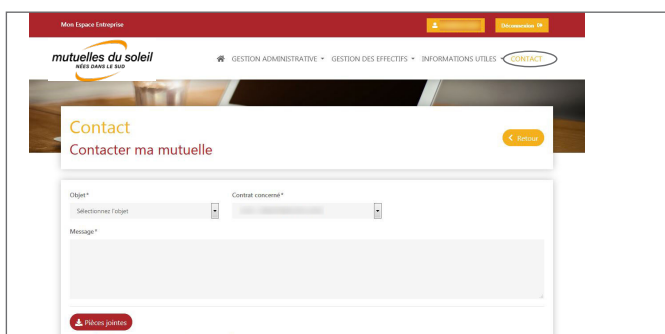 Mon Espace Entreprise
Déconnexion
mutuelles du soleil
NÉES DANS LE SUD
GESTION ADMINISTRATIVE GESTION DES EFFECTIFS INFORMATIONS UTILES CONTACT
Contact
Contacter ma mutuelle
Retour
Objet* Contrat concerné*
Sélectionnez l'objet
Message*
Pièces jointes